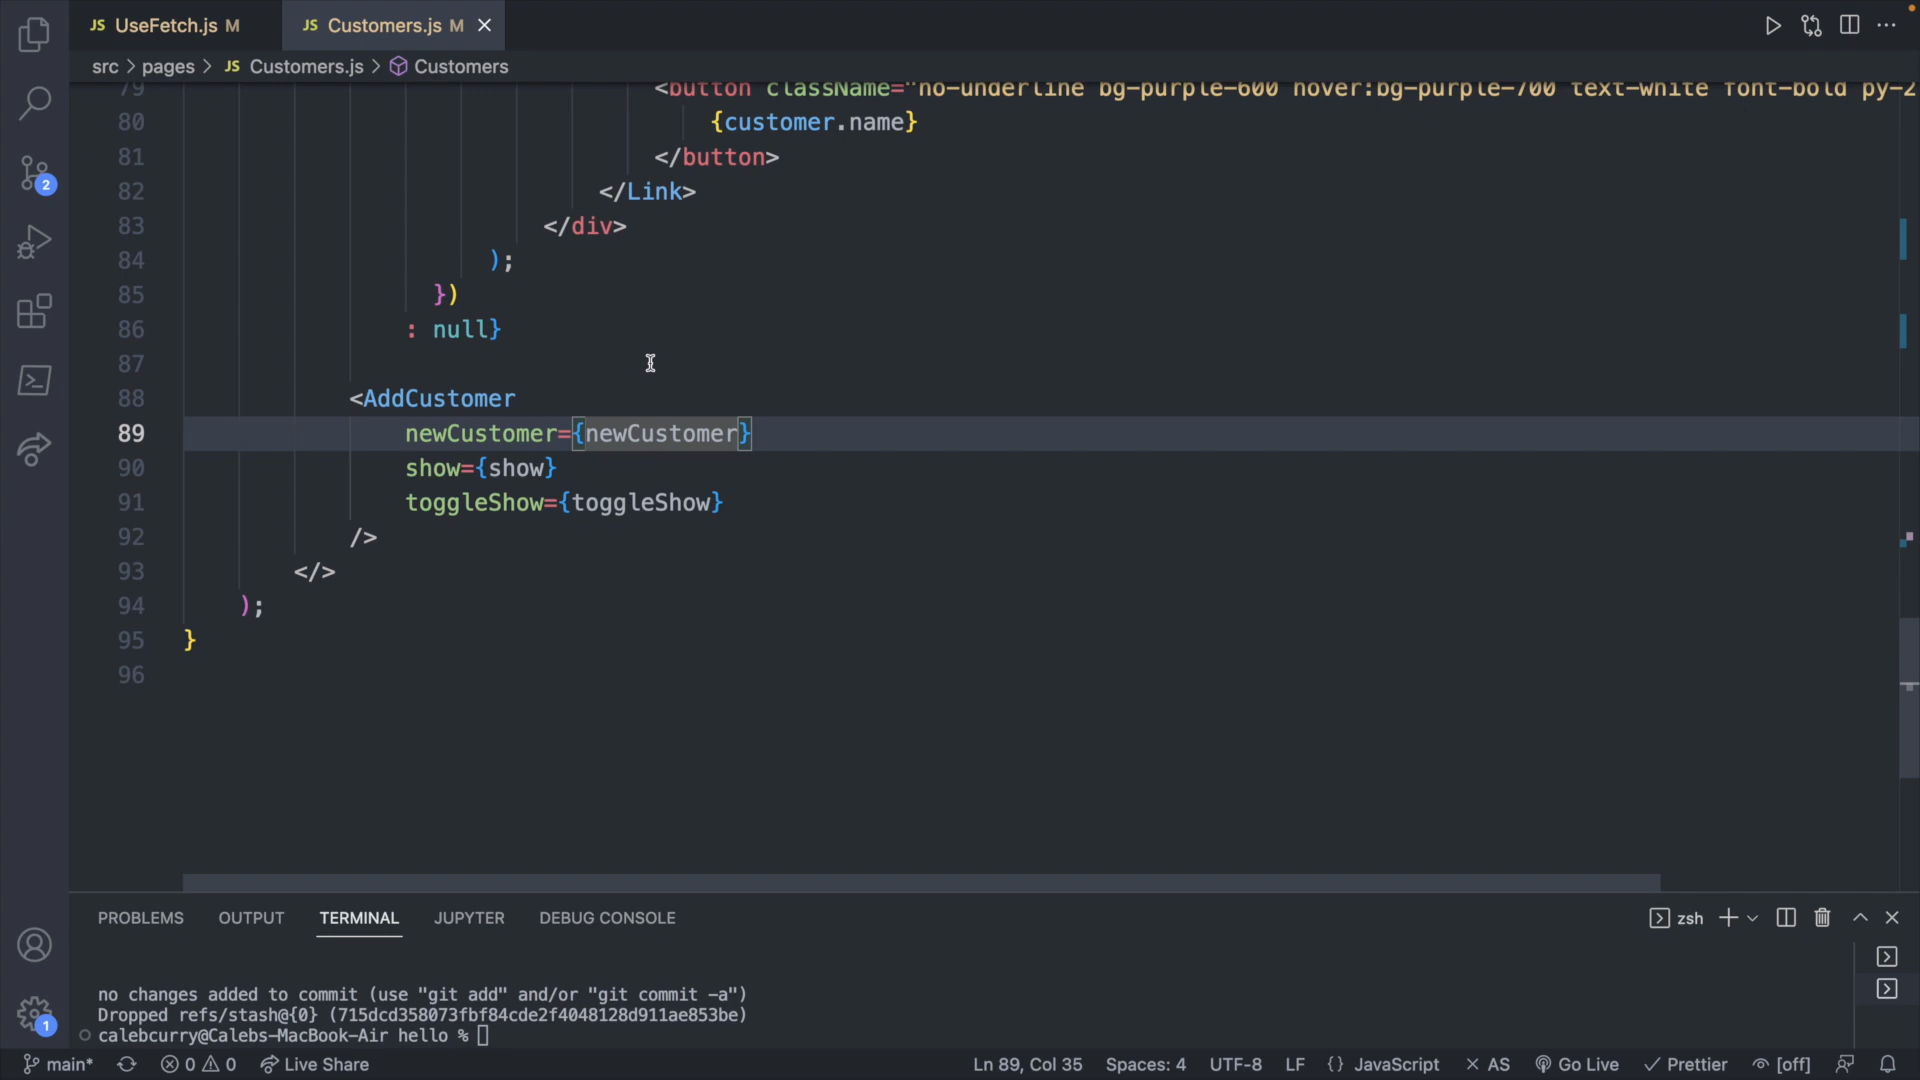 JS UseFetch.js M
JS Customers.js M
src > pages > JS Customers.js > Customers
79 <button className="no-underline bg-purple-600 hover:bg-purple-700 text-white font-bold py-2
80 {customer.name}
81 </button>
82 </Link>
83 </div>
84 );
85 })
86 : null}
87
88 <AddCustomer
89 newCustomer={newCustomer}
90 show={show}
91 toggleShow={toggleShow}
92 />
93 </>
94 );
95 }
96
2
1
PROBLEMS OUTPUT TERMINAL JUPYTER DEBUG CONSOLE
zsh
no changes added to commit (use "git add" and/or "git commit -a")
Dropped refs/stash@{0} (715dcd358073fbf84cde2f4048128d911ae853be)
calebcurry@Calebs-MacBook-Air hello %
main* 0 0 Live Share Ln 89, Col 35 Spaces: 4 UTF-8 LF {} JavaScript AS Go Live Prettier [off]